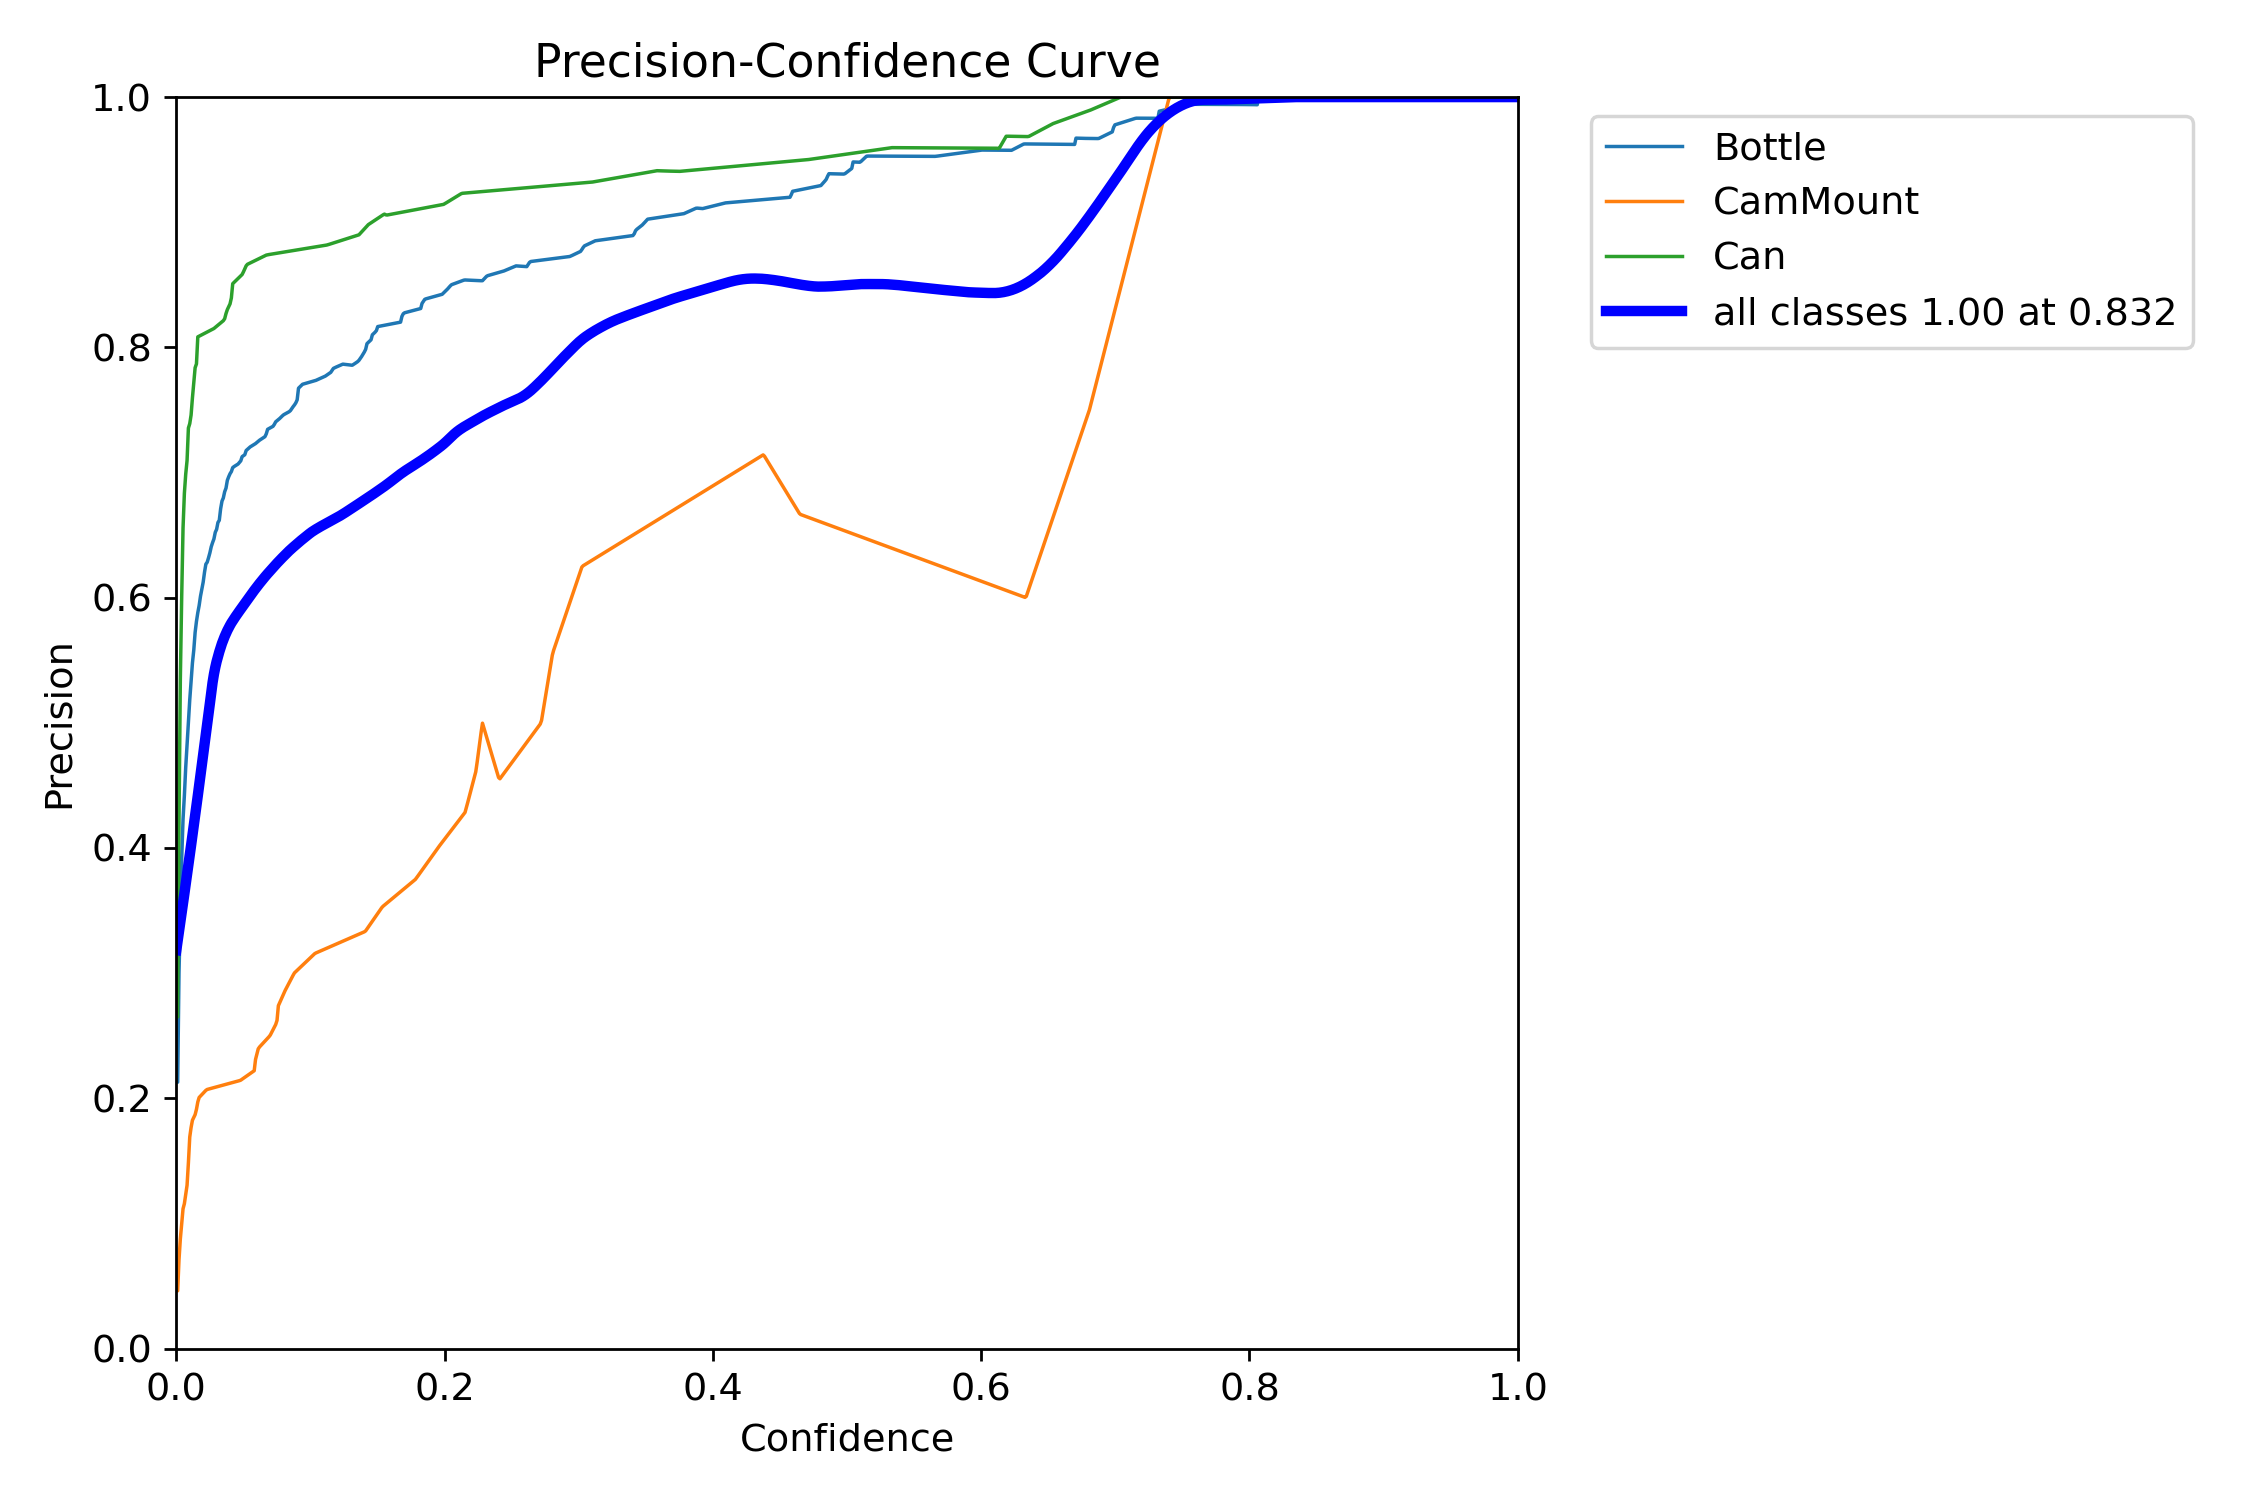 Precision-Confidence Curve
1.0
0.8
0.6
0.4
0.2
0.0
Precision
0.0 0.2 0.4 0.6 0.8 1.0
Confidence
Bottle
CamMount
Can
all classes 1.00 at 0.832